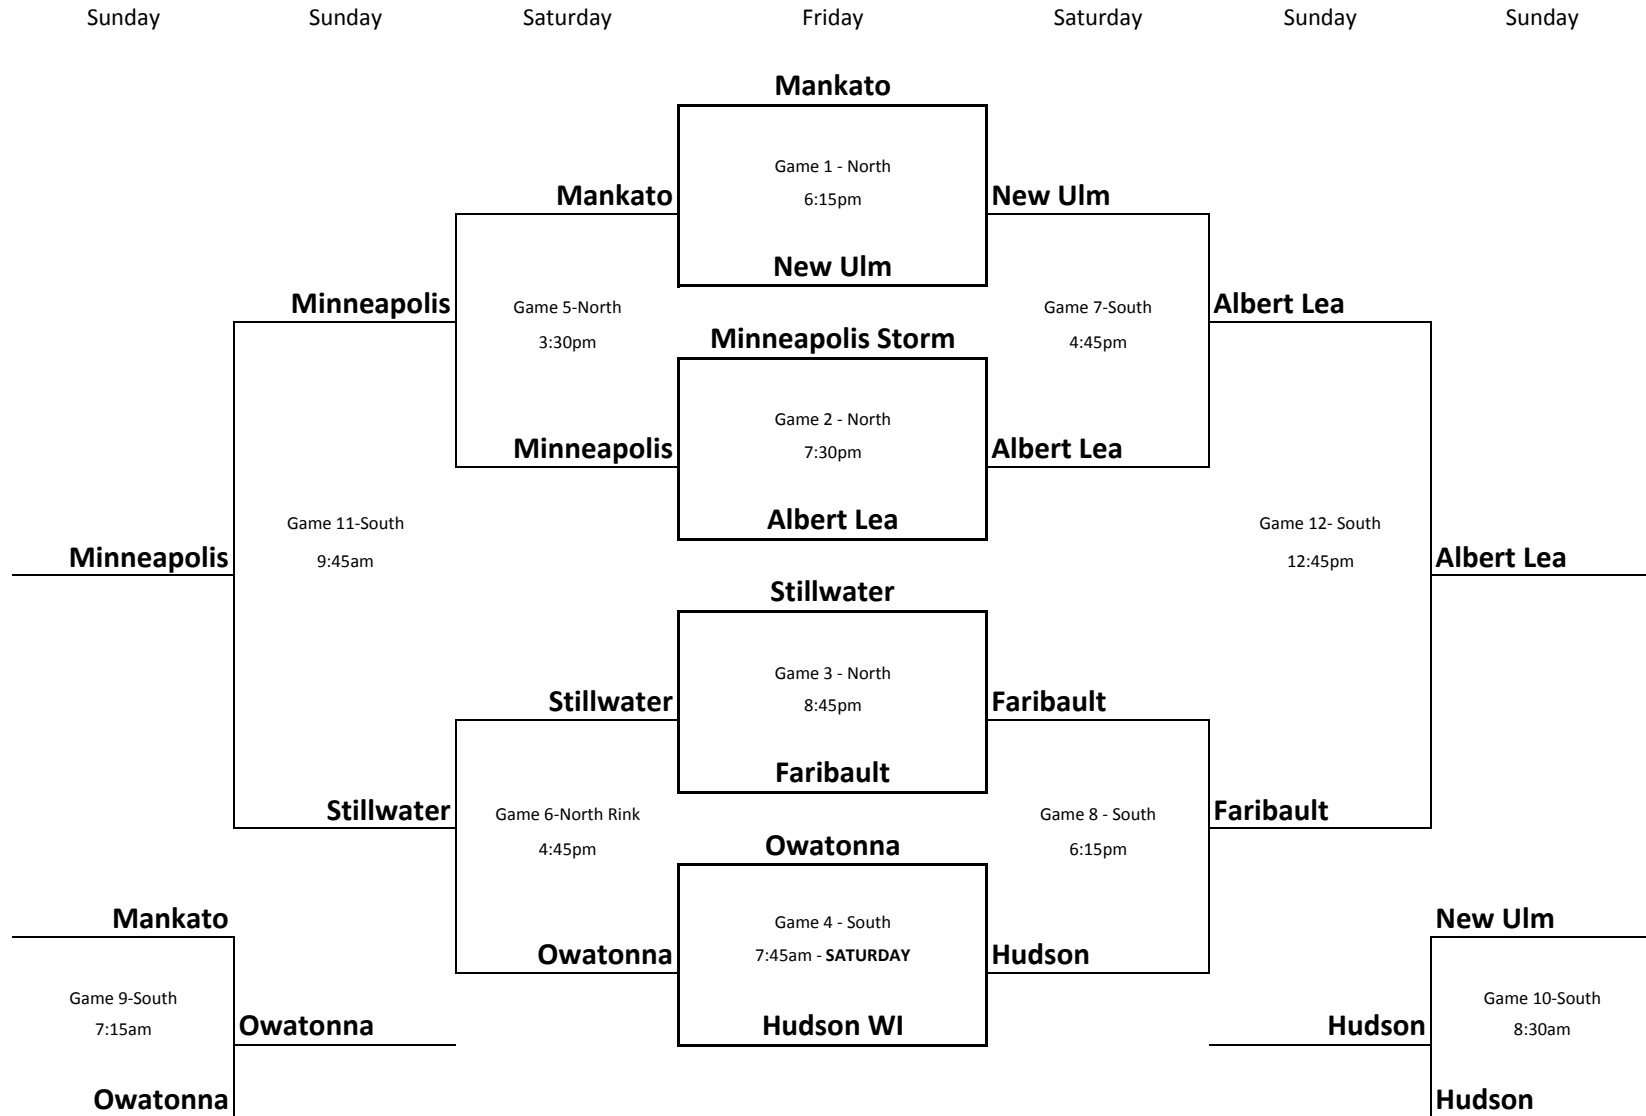 Sunday Sunday Saturday Friday Saturday Sunday Sunday
Mankato
Game 1 - North
Mankato 6:15pm New Ulm
New Ulm
Minneapolis Game 5-North Game 7-South Albert Lea
3:30pm Minneapolis Storm 4:45pm
Game 2 - North
Minneapolis 7:30pm Albert Lea
Game 11-South Albert Lea Game 12- South
Minneapolis 9:45am 12:45pm Albert Lea
Stillwater
Game 3 - North
Stillwater 8:45pm Faribault
Faribault
Stillwater Game 6-North Rink Game 8 - South Faribault
4:45pm Owatonna 6:15pm
Mankato Game 4 - South New Ulm
Owatonna 7:45am - SATURDAY Hudson
Game 9-South Game 10-South
7:15am Owatonna Hudson WI Hudson 8:30am
Owatonna Hudson